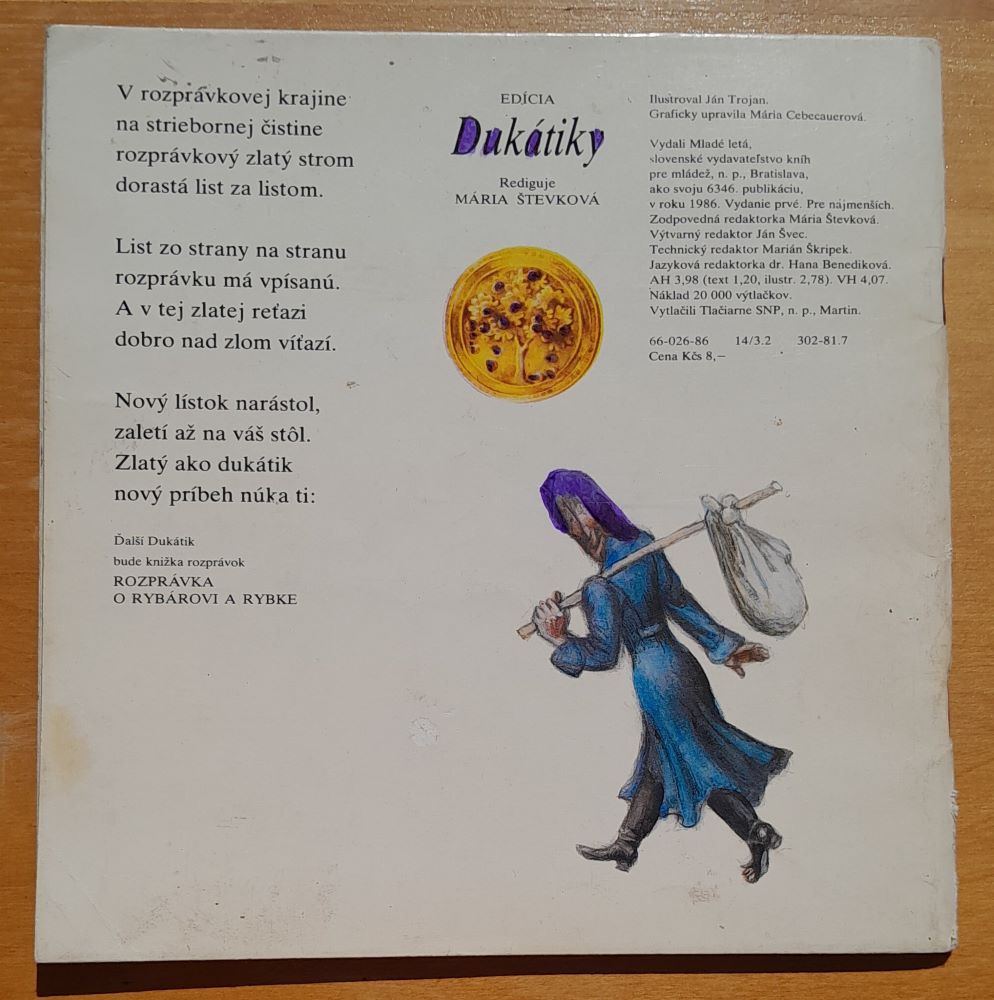 V rozprávkovej krajine
na striebornej čistine
rozprávkový zlatý strom
dorastá list za listom.
List zo strany na stranu
rozprávku má vpísanú.
A v tej zlatej reťazi
dobro nad zlom víťazí.
Nový lístok narástol,
zaletí až na váš stôl.
Zlatý ako dukátik
nový príbeh núka ti:
Ďalší Dukátik
bude knižka rozprávok
ROZPRÁVKA
O RYBÁROVI A RYBKE
EDÍCIA
Dukátiky
Rediguje
MÁRIA ŠTEVKOVÁ
Ilustroval Ján Trojan.
Graficky upravila Mária Cebecauerová.
Vydali Mladé letá,
slovenské vydavateľstvo kníh
pre mládež, n. p., Bratislava,
ako svoju 6346. publikáciu,
v roku 1986. Vydanie prvé. Pre najmenších.
Zodpovedná redaktorka Mária Števková.
Výtvarný redaktor Ján Švec.
Technický redaktor Marián Škripek.
Jazyková redaktorka dr. Hana Benediková.
AH 3,98 (text 1,20, ilustr. 2,78). VH 4,07.
Náklad 20 000 výtlačkov.
Vytlačili Tlačiarne SNP, n. p., Martin.
66-026-86 14/3.2 302-81.7
Cena Kčs 8,–